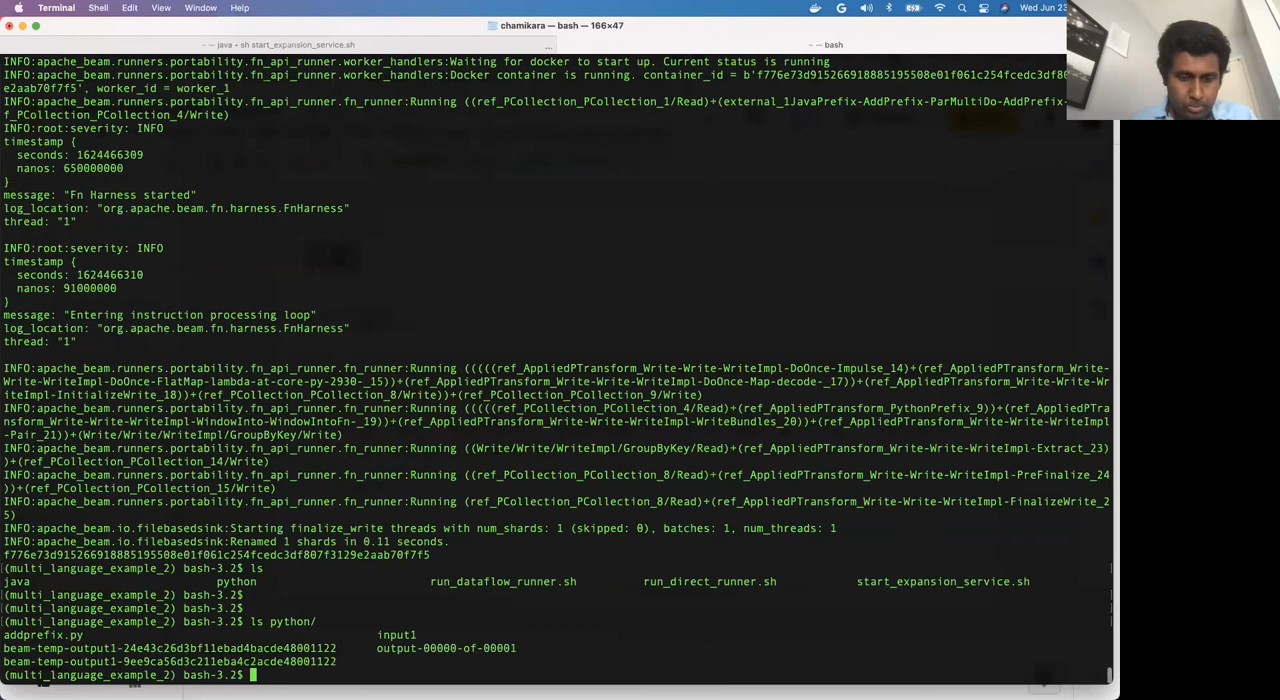 Terminal Shell Edit View Window Help
Wed Jun 23
chamikara — bash — 166×47
~ — java • sh start_expansion_service.sh
...
~ — bash
INFO:apache_beam.runners.portability.fn_api_runner.worker_handlers:Waiting for docker to start up. Current status is running
INFO:apache_beam.runners.portability.fn_api_runner.worker_handlers:Docker container is running. container_id = b'f776e73d915266918885195508e01f061c254fcedc3df80
e2aab70f7f5', worker_id = worker_1
INFO:apache_beam.runners.portability.fn_api_runner.fn_runner:Running ((ref_PCollection_PCollection_1/Read)+(external_1JavaPrefix-AddPrefix-ParMultiDo-AddPrefix-
f_PCollection_PCollection_4/Write)
INFO:root:severity: INFO
timestamp {
  seconds: 1624466309
  nanos: 650000000
}
message: "Fn Harness started"
log_location: "org.apache.beam.fn.harness.FnHarness"
thread: "1"
INFO:root:severity: INFO
timestamp {
  seconds: 1624466310
  nanos: 91000000
}
message: "Entering instruction processing loop"
log_location: "org.apache.beam.fn.harness.FnHarness"
thread: "1"
INFO:apache_beam.runners.portability.fn_api_runner.fn_runner:Running (((((ref_AppliedPTransform_Write-Write-WriteImpl-DoOnce-Impulse_14)+(ref_AppliedPTransform_Write-
Write-WriteImpl-DoOnce-FlatMap-lambda-at-core-py-2930-_15))+(ref_AppliedPTransform_Write-Write-WriteImpl-DoOnce-Map-decode-_17))+(ref_AppliedPTransform_Write-Write-Wr
iteImpl-InitializeWrite_18))+(ref_PCollection_PCollection_8/Write))+(ref_PCollection_PCollection_9/Write)
INFO:apache_beam.runners.portability.fn_api_runner.fn_runner:Running (((((ref_PCollection_PCollection_4/Read)+(ref_AppliedPTransform_PythonPrefix_9))+(ref_AppliedPTra
nsform_Write-Write-WriteImpl-WindowInto-WindowIntoFn-_19))+(ref_AppliedPTransform_Write-Write-WriteImpl-WriteBundles_20))+(ref_AppliedPTransform_Write-Write-WriteImpl
-Pair_21))+(Write/Write/WriteImpl/GroupByKey/Write)
INFO:apache_beam.runners.portability.fn_api_runner.fn_runner:Running ((Write/Write/WriteImpl/GroupByKey/Read)+(ref_AppliedPTransform_Write-Write-WriteImpl-Extract_23)
)+(ref_PCollection_PCollection_14/Write)
INFO:apache_beam.runners.portability.fn_api_runner.fn_runner:Running ((ref_PCollection_PCollection_8/Read)+(ref_AppliedPTransform_Write-Write-WriteImpl-PreFinalize_24
))+(ref_PCollection_PCollection_15/Write)
INFO:apache_beam.runners.portability.fn_api_runner.fn_runner:Running (ref_PCollection_PCollection_8/Read)+(ref_AppliedPTransform_Write-Write-WriteImpl-FinalizeWrite_2
5)
INFO:apache_beam.io.filebasedsink:Starting finalize_write threads with num_shards: 1 (skipped: 0), batches: 1, num_threads: 1
INFO:apache_beam.io.filebasedsink:Renamed 1 shards in 0.11 seconds.
f776e73d915266918885195508e01f061c254fcedc3df807f3129e2aab70f7f5
(multi_language_example_2) bash-3.2$ ls
java python run_dataflow_runner.sh run_direct_runner.sh start_expansion_service.sh
(multi_language_example_2) bash-3.2$
(multi_language_example_2) bash-3.2$
(multi_language_example_2) bash-3.2$ ls python/
addprefix.py input1
beam-temp-output1-24e43c26d3bf11ebad4bacde48001122 output-00000-of-00001
beam-temp-output1-9ee9ca56d3c211eba4c2acde48001122
(multi_language_example_2) bash-3.2$